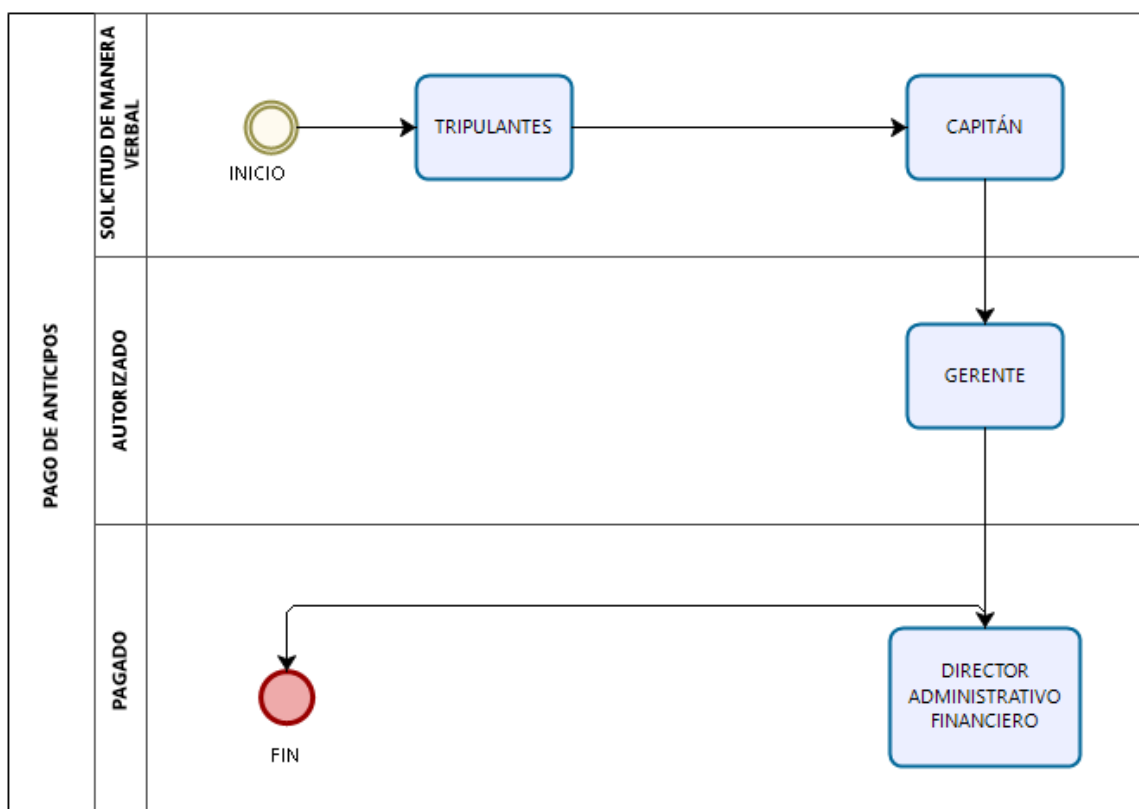 PAGO DE ANTICIPOS
SOLICITUD DE MANERA
VERBAL
INICIO
TRIPULANTES
CAPITÁN
AUTORIZADO
GERENTE
PAGADO
FIN
DIRECTOR
ADMINISTRATIVO
FINANCIERO